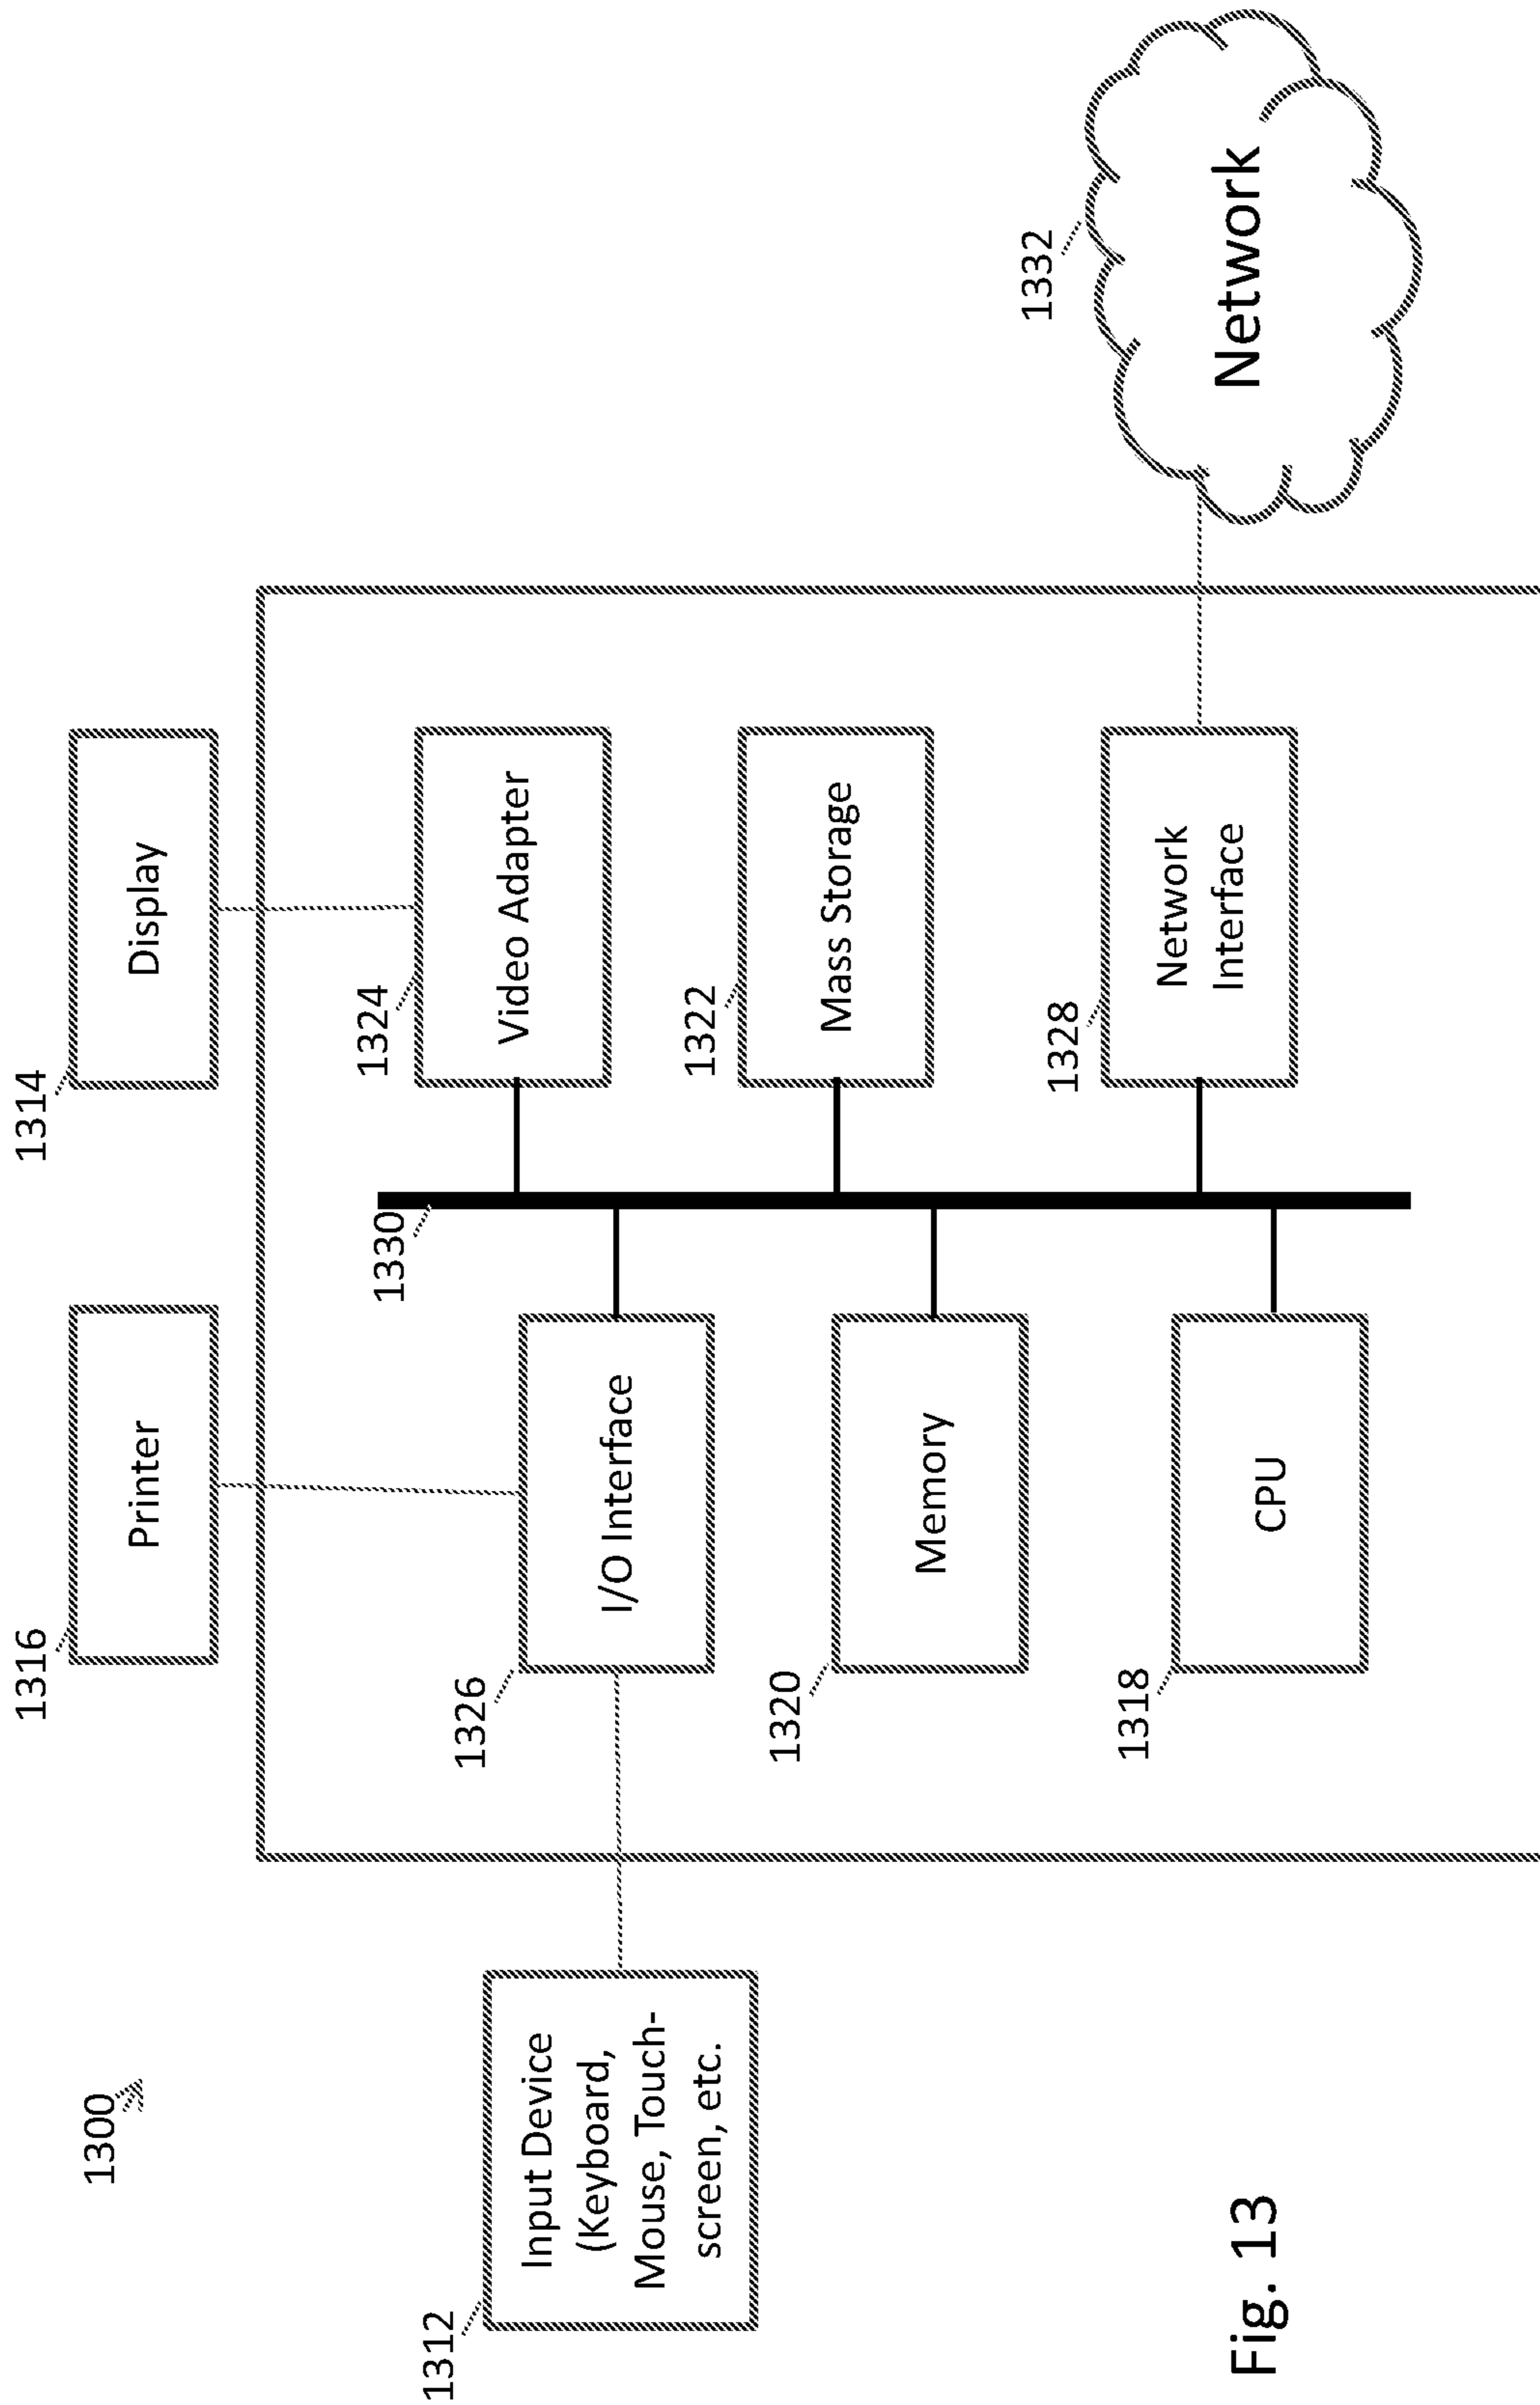 1300
1316
Printer
1314
Display
1312
Input Device
(Keyboard,
Mouse, Touch-
screen, etc.
1326
I/O Interface
1330
1324
Video Adapter
1320
Memory
1322
Mass Storage
1318
CPU
1328
Network
Interface
1332
Network
Fig. 13